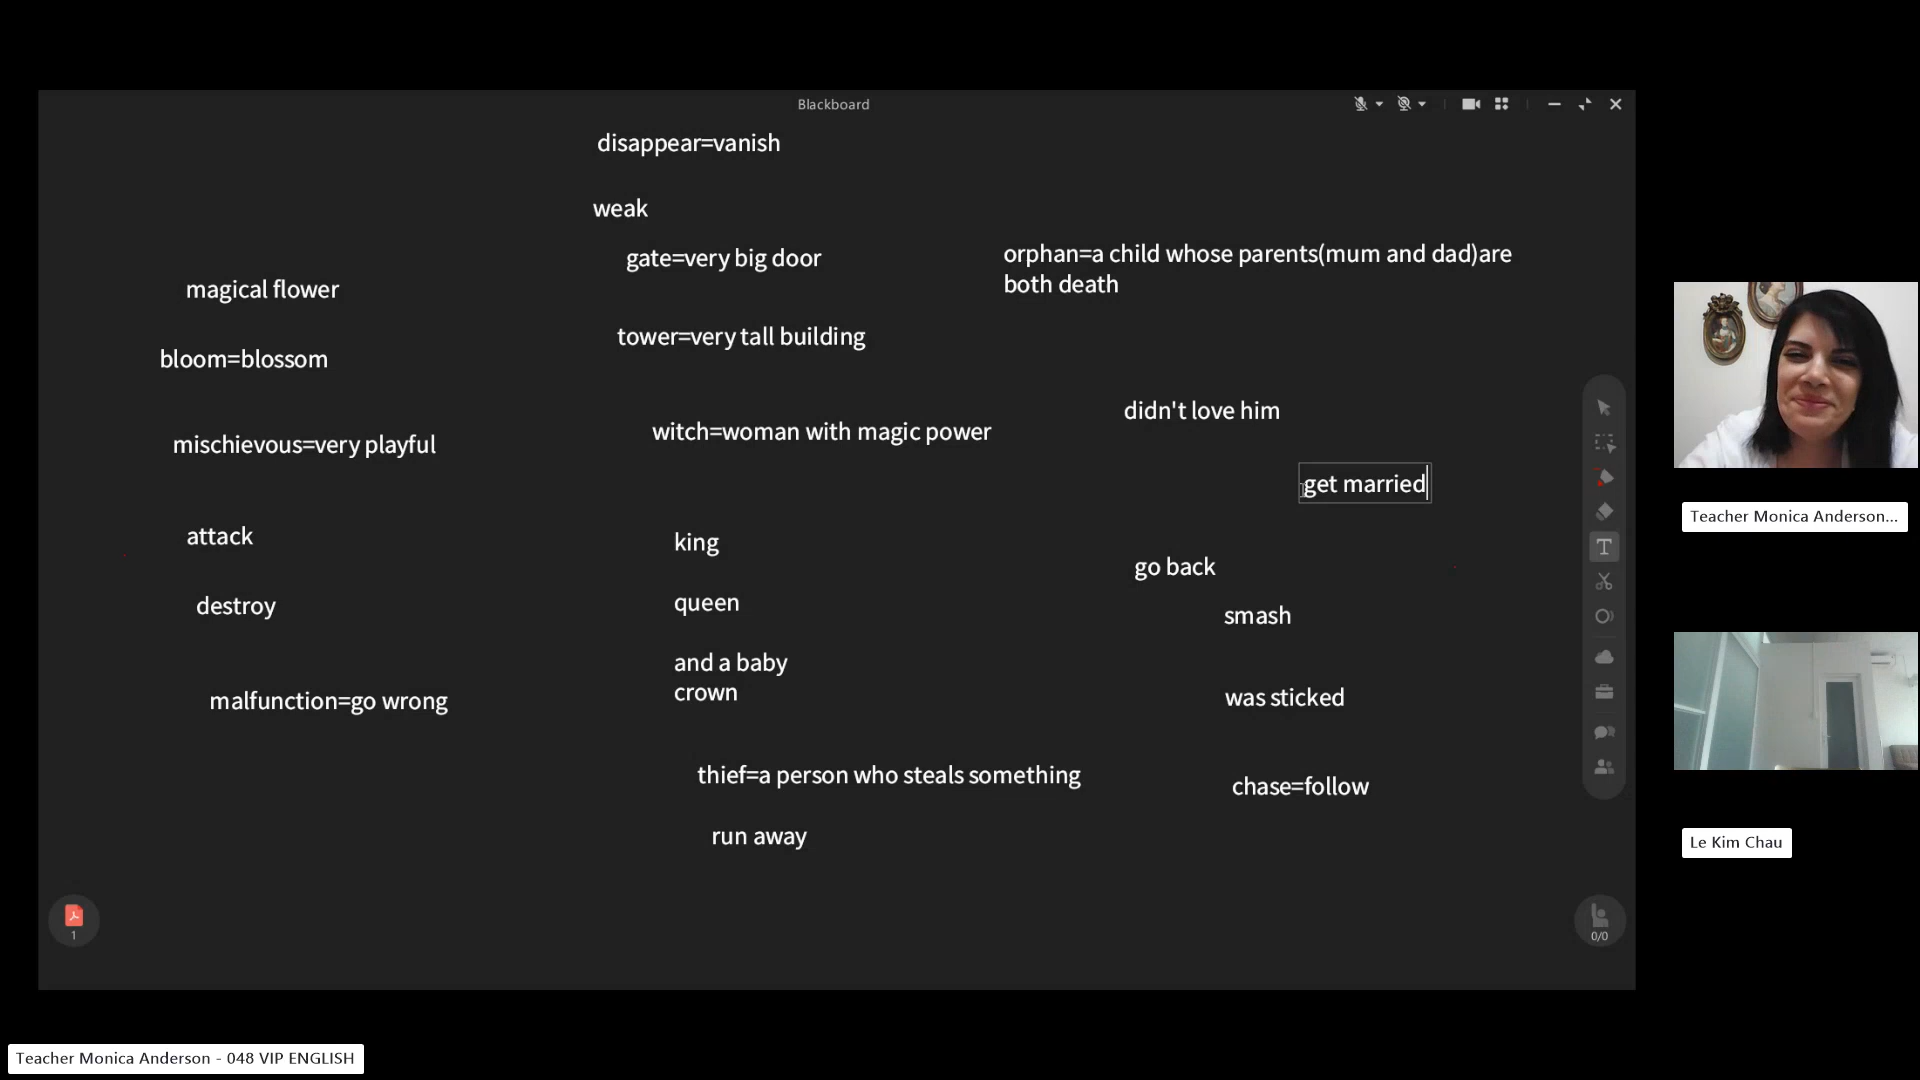 Blackboard
disappear=vanish
weak
gate=very big door
orphan=a child whose parents(mum and dad)are
both death
magical flower
tower=very tall building
bloom=blossom
didn't love him
witch=woman with magic power
mischievous=very playful
get married
attack
king
go back
destroy
queen
smash
and a baby
crown
was sticked
malfunction=go wrong
thief=a person who steals something
chase=follow
run away
1
0/0
Teacher Monica Anderson...
Le Kim Chau
Teacher Monica Anderson - 048 VIP ENGLISH